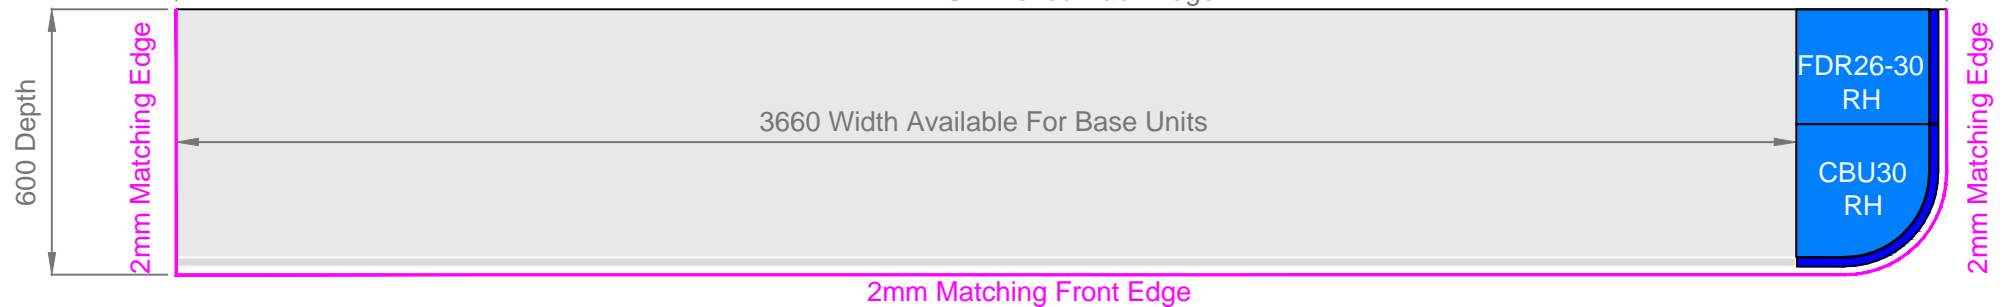 600 Depth
2mm Matching Edge
3660 Width Available For Base Units
FDR26-30
RH
CBU30
RH
2mm Matching Edge
2mm Matching Front Edge